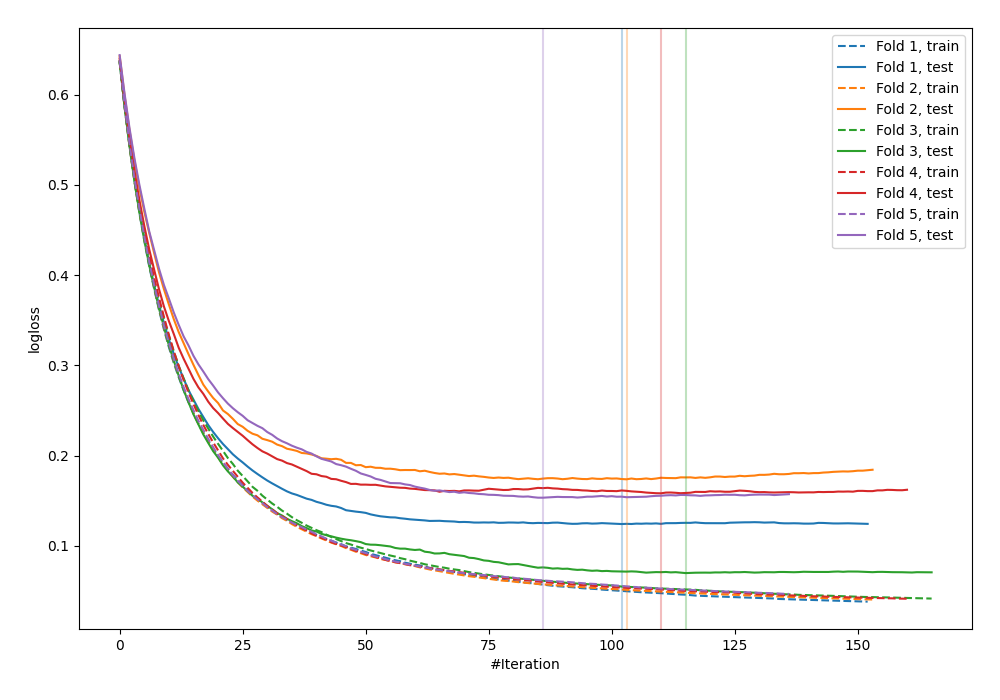 Fold 1, train
Fold 1, test
Fold 2, train
Fold 2, test
Fold 3, train
Fold 3, test
Fold 4, train
Fold 4, test
Fold 5, train
Fold 5, test
logloss
0.6
0.5
0.4
0.3
0.2
0.1
0 25 50 75 100 125 150
#Iteration